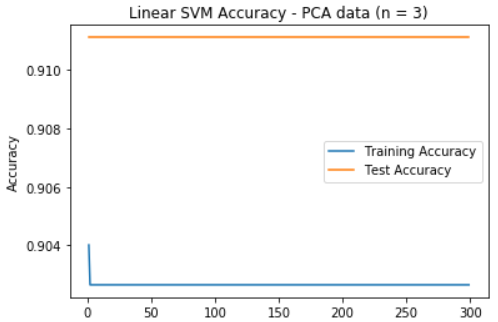 Linear SVM Accuracy - PCA data (n = 3)
0.910
0.908
0.906
0.904
Accuracy
Training Accuracy
Test Accuracy
0 50 100 150 200 250 300